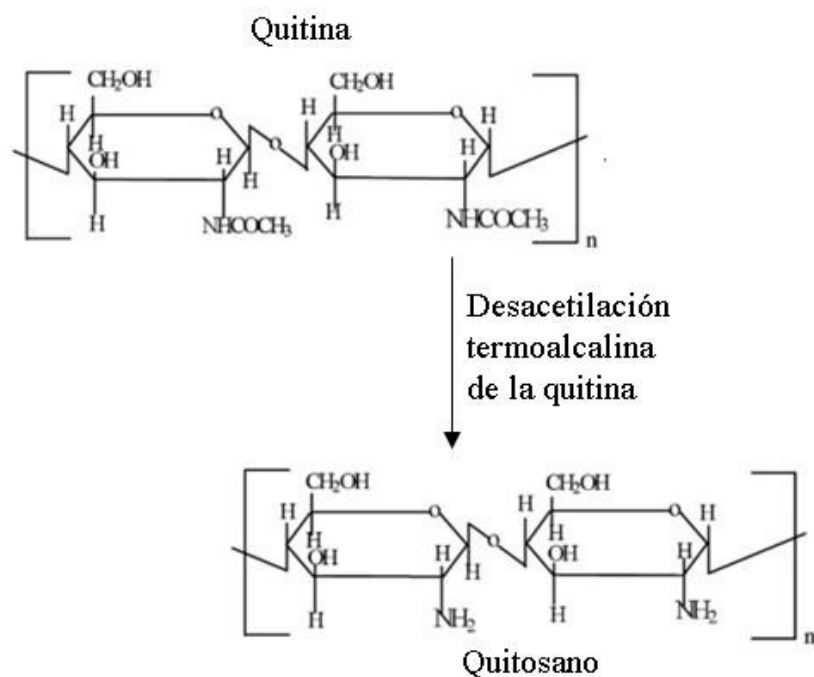 Quitina
CH₂OH CH₂OH
O O
H H
H H O H
OH H OH H
H
H NHCOCH₃ H NHCOCH₃
n
Desacetilación
termoalcalina
de la quitina
CH₂OH CH₂OH
O O
H H
H H O H
OH H OH H
H
H NH₂ H NH₂
n
Quitosano